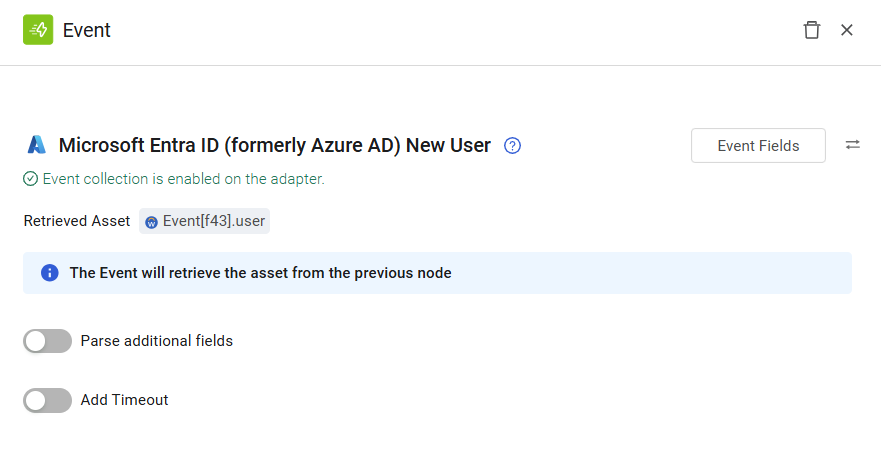 Event
Microsoft Entra ID (formerly Azure AD) New User
Event Fields
Event collection is enabled on the adapter.
Retrieved Asset Event[f43].user
The Event will retrieve the asset from the previous node
Parse additional fields
Add Timeout